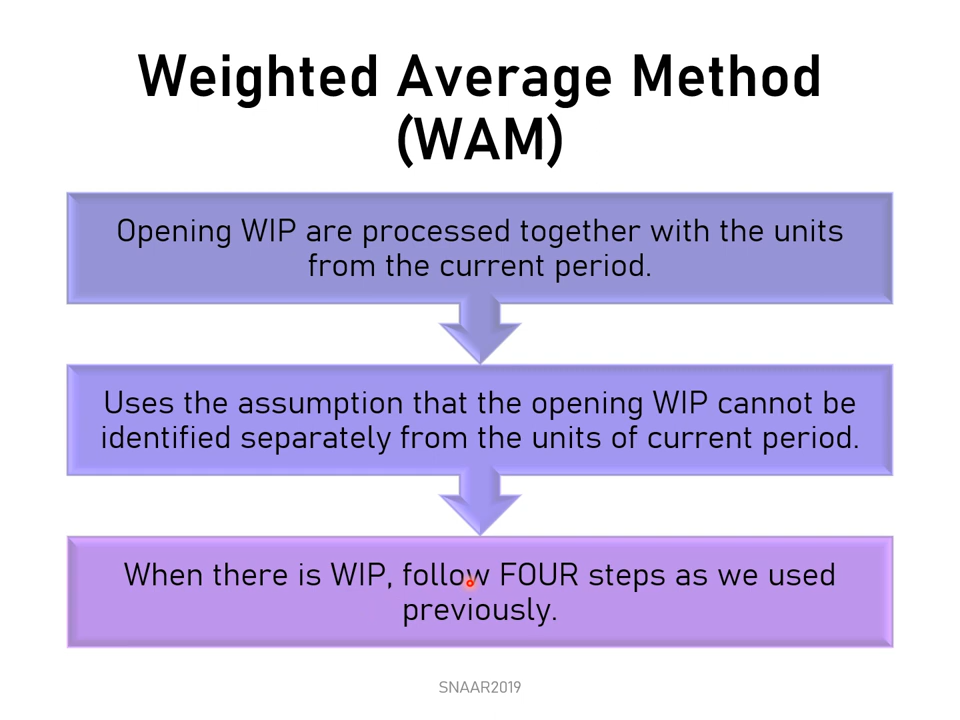 Weighted Average Method
(WAM)
Opening WIP are processed together with the units
from the current period.
Uses the assumption that the opening WIP cannot be
identified separately from the units of current period.
When there is WIP, follow FOUR steps as we used
previously.
SNAAR2019